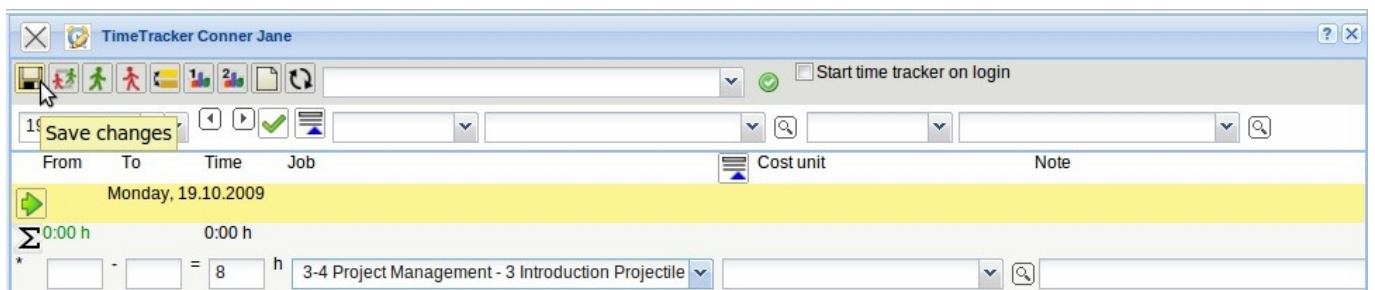 TimeTracker Conner Jane
Start time tracker on login
19
Save changes
From To Time Job Cost unit Note
Monday, 19.10.2009
0:00 h 0:00 h
* - = 8 h 3-4 Project Management - 3 Introduction Projectile